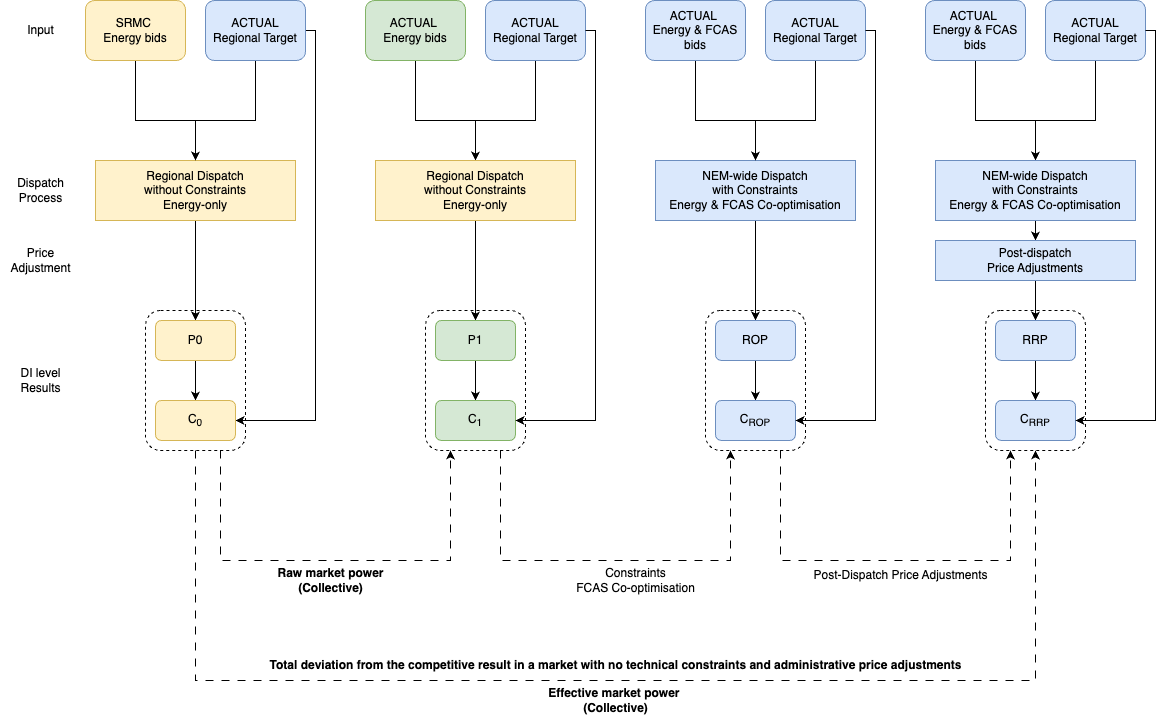 Input
SRMC
Energy bids
ACTUAL
Regional Target
ACTUAL
Energy bids
ACTUAL
Regional Target
ACTUAL
Energy & FCAS
bids
ACTUAL
Regional Target
ACTUAL
Energy & FCAS
bids
ACTUAL
Regional Target
Dispatch
Process
Regional Dispatch
without Constraints
Energy-only
Regional Dispatch
without Constraints
Energy-only
NEM-wide Dispatch
with Constraints
Energy & FCAS Co-optimisation
NEM-wide Dispatch
with Constraints
Energy & FCAS Co-optimisation
Price
Adjustment
Post-dispatch
Price Adjustments
DI level
Results
P0
P1
ROP
RRP
C0
C1
CROP
CRRP
Raw market power
(Collective)
Constraints
FCAS Co-optimisation
Post-Dispatch Price Adjustments
Total deviation from the competitive result in a market with no technical constraints and administrative price adjustments
Effective market power
(Collective)